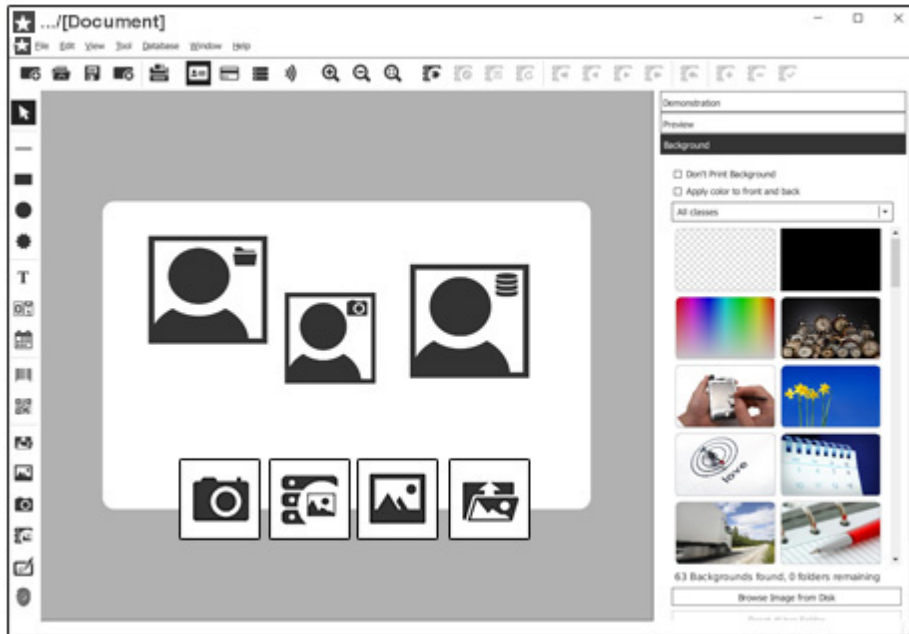 .../[Document]
File Edit View Tool Database Window Help
Demonstration
Preview
Background
Don't Print Background
Apply color to front and back
All classes
T
love
63 Backgrounds found, 0 folders remaining
Browse Image from Disk